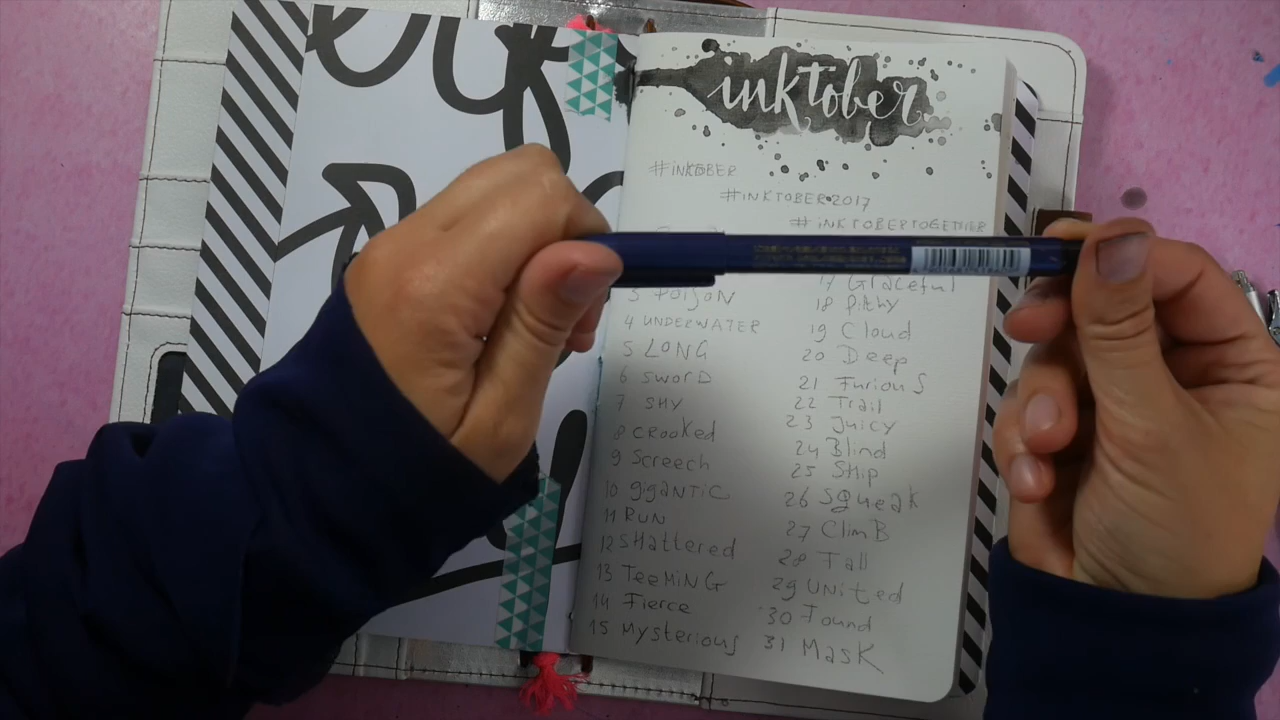 inktober
#INKTOBER
#INKTOBER2017
#INKTOBERTOGETHER
3 POISON
4 UNDERWATER
5 LONG
6 SWORD
7 SHY
8 CROOKED
9 Screech
10 gigANTIC
11 RUN
12 SHattered
13 TeeMiNG
14 Fierce
15 Mysterious
17 Graceful
18 Filthy
19 Cloud
20 Deep
21 FuriouS
22 Trail
23 Juicy
24 Blind
25 Ship
26 SQueak
27 ClimB
28 Tall
29 UNited
30 Found
31 MasK